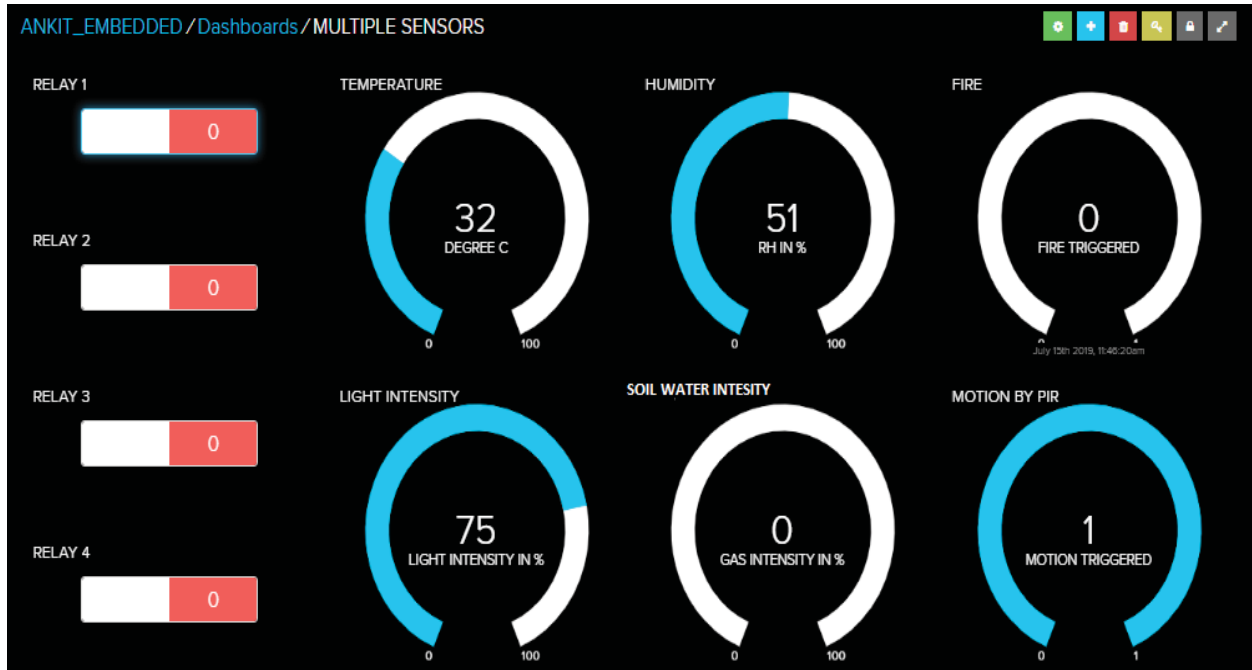 ANKIT_EMBEDDED/Dashboards/MULTIPLE SENSORS
RELAY 1
0
RELAY 2
0
RELAY 3
0
RELAY 4
0
TEMPERATURE
32
DEGREE C
0 100
HUMIDITY
51
RH IN %
0 100
FIRE
0
FIRE TRIGGERED
0 1
July 15th 2019, 11:46:20am
LIGHT INTENSITY
75
LIGHT INTENSITY IN %
0 100
SOIL WATER INTESITY
0
GAS INTENSITY IN %
0 100
MOTION BY PIR
1
MOTION TRIGGERED
0 1